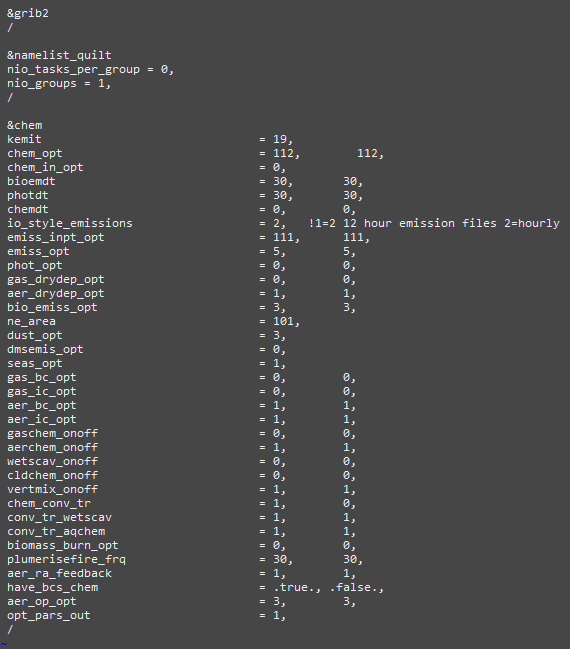 &grib2
/
&namelist_quilt
nio_tasks_per_group = 0,
nio_groups = 1,
/
&chem
kemit = 19,
chem_opt = 112, 112,
chem_in_opt = 0,
bioemdt = 30, 30,
photdt = 30, 30,
chemdt = 0, 0,
io_style_emissions = 2, !1=2 12 hour emission files 2=hourly
emiss_inpt_opt = 111, 111,
emiss_opt = 5, 5,
phot_opt = 0, 0,
gas_drydep_opt = 0, 0,
aer_drydep_opt = 1, 1,
bio_emiss_opt = 3, 3,
ne_area = 101,
dust_opt = 3,
dmsemis_opt = 0,
seas_opt = 1,
gas_bc_opt = 0, 0,
gas_ic_opt = 0, 0,
aer_bc_opt = 1, 1,
aer_ic_opt = 1, 1,
gaschem_onoff = 0, 0,
aerchem_onoff = 1, 1,
wetscav_onoff = 0, 0,
cldchem_onoff = 0, 0,
vertmix_onoff = 1, 1,
chem_conv_tr = 1, 0,
conv_tr_wetscav = 1, 1,
conv_tr_aqchem = 1, 1,
biomass_burn_opt = 0, 0,
plumerisefire_frq = 30, 30,
aer_ra_feedback = 1, 1,
have_bcs_chem = .true., .false.,
aer_op_opt = 3, 3,
opt_pars_out = 1,
/
~